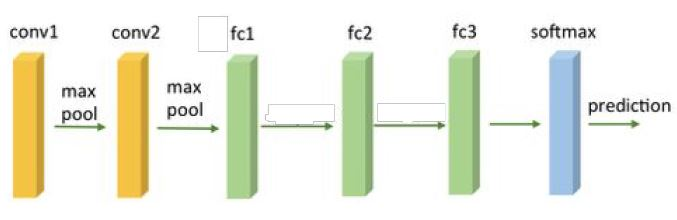 conv1
conv2
fc1
fc2
fc3
softmax
max
pool
max
pool
prediction